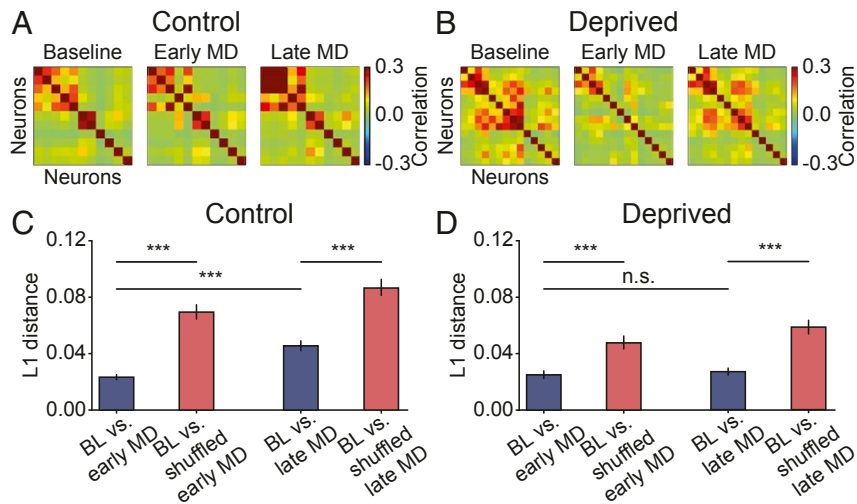 A
Control
Baseline
Early MD
Late MD
Neurons
Neurons
0.3
0.0
-0.3
Correlation
B
Deprived
Baseline
Early MD
Late MD
Neurons
Neurons
0.3
0.0
-0.3
Correlation
C
Control
L1 distance
0.12
0.08
0.04
0.00
***
***
***
BL vs.
early MD
BL vs.
shuffled
early MD
BL vs.
late MD
BL vs.
shuffled
late MD
D
Deprived
L1 distance
0.12
0.08
0.04
0.00
***
n.s.
***
BL vs.
early MD
BL vs.
shuffled
early MD
BL vs.
late MD
BL vs.
shuffled
late MD